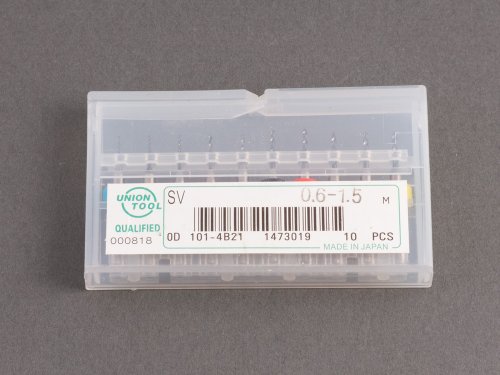 UNION
TOOL
QUALIFIED
000818
SV 0.6-1.5 M
0D 101-4B21 1473019 10 PCS
MADE IN JAPAN